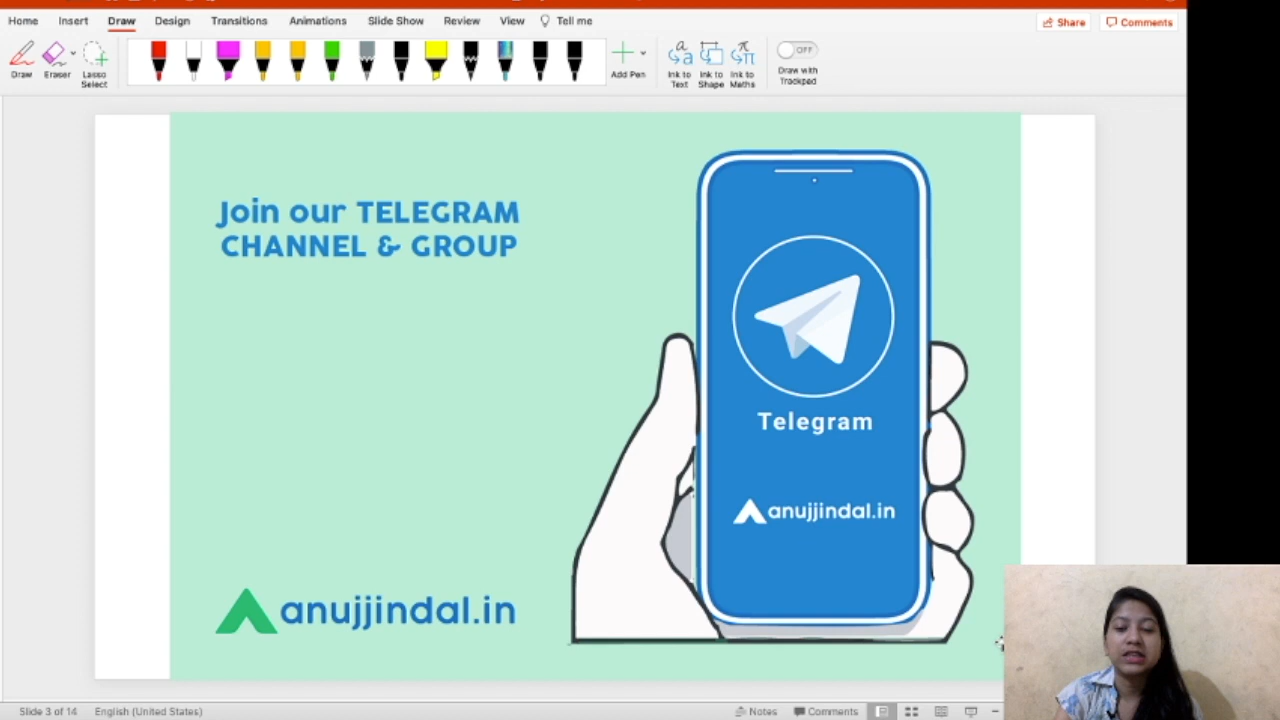 Home Insert Draw Design Transitions Animations Slide Show Review View Tell me
Share Comments
Draw Eraser Lasso Select Add Pen Ink to Text Ink to Shape Ink to Maths OFF Draw with Trackpad
Join our TELEGRAM
CHANNEL & GROUP
Telegram
anujjindal.in
anujjindal.in
Slide 3 of 14 English (United States) Notes Comments